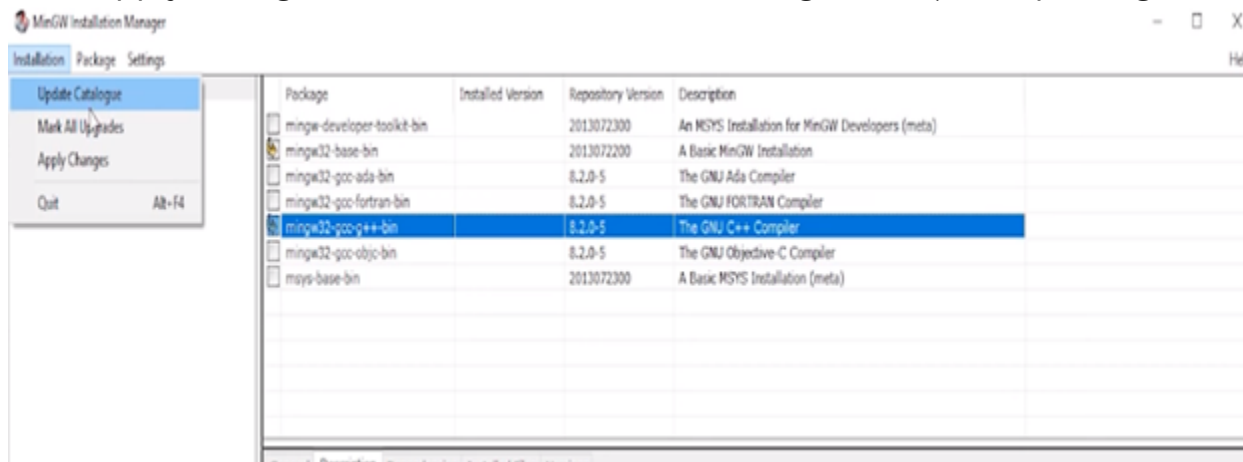 MinGW Installation Manager
Installation Package Settings
Update Catalogue
Mark All Upgrades
Apply Changes
Quit Alt+F4
Package Installed Version Repository Version Description
mingw-developer-toolkit-bin 2013072300 An MSYS Installation for MinGW Developers (meta)
mingw32-base-bin 2013072200 A Basic MinGW Installation
mingw32-gcc-ada-bin 8.2.0-5 The GNU Ada Compiler
mingw32-gcc-fortran-bin 8.2.0-5 The GNU FORTRAN Compiler
mingw32-gcc-g++-bin 8.2.0-5 The GNU C++ Compiler
mingw32-gcc-objc-bin 8.2.0-5 The GNU Objective-C Compiler
msys-base-bin 2013072300 A Basic MSYS Installation (meta)